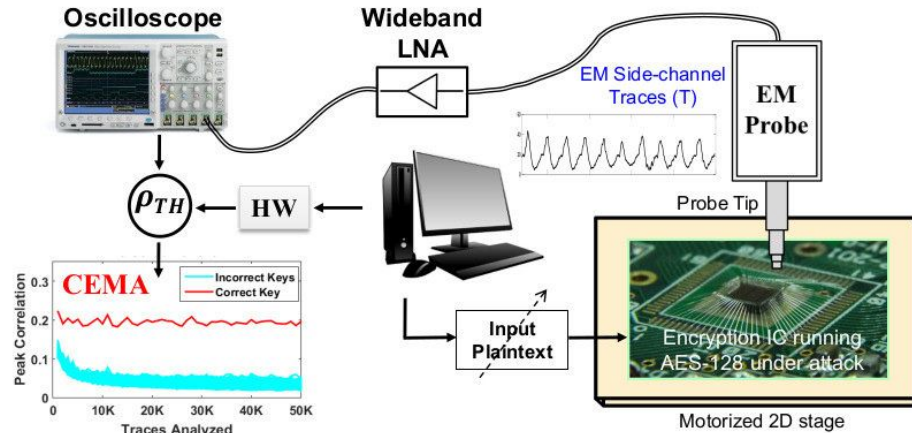 Oscilloscope
Wideband
LNA
EM Side-channel
Traces (T)
EM
Probe
Probe Tip
ρTH
HW
CEMA
Incorrect Keys
Correct Key
Peak Correlation
0.3
0.2
0.1
0
0
10K
20K
30K
40K
50K
Traces Analyzed
Input
Plaintext
Encryption IC running
AES-128 under attack
Motorized 2D stage